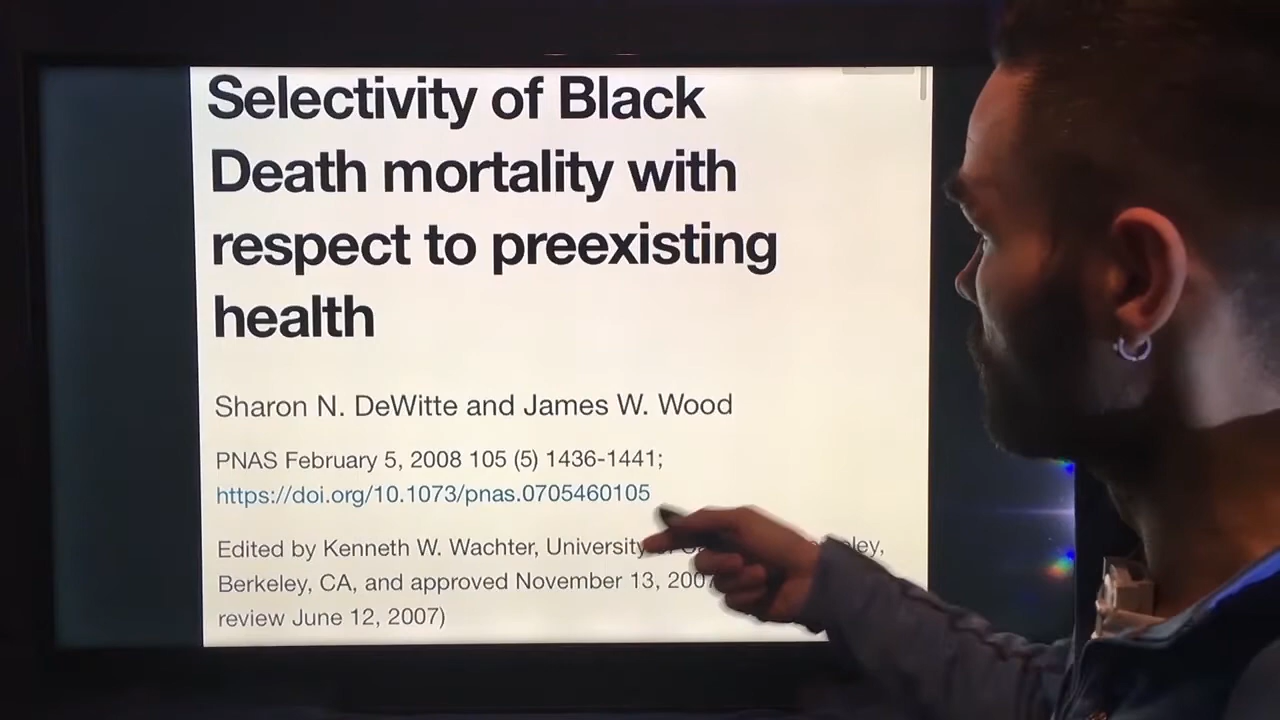 Selectivity of Black
Death mortality with
respect to preexisting
health
Sharon N. DeWitte and James W. Wood
PNAS February 5, 2008 105 (5) 1436-1441;
https://doi.org/10.1073/pnas.0705460105
Edited by Kenneth W. Wachter, University
Berkeley, CA, and approved November 13,
review June 12, 2007)